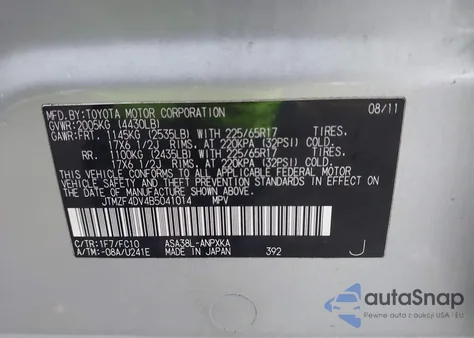 MFD.BY:TOYOTA MOTOR CORPORATION 08/11
GVWR:2005KG (4430LB)
GAWR:FRT. 1145KG (2535LB) WITH 225/65R17 TIRES.
17X6 1/2J RIMS, AT 220KPA (32PSI) COLD.
RR. 1100KG (2435LB) WITH 225/65R17 TIRES.
17X6 1/2J RIMS, AT 220KPA (32PSI) COLD.
THIS VEHICLE CONFORMS TO ALL APPLICABLE FEDERAL MOTOR
VEHICLE SAFETY STANDARDS IN EFFECT ON THE DATE OF
MANUFACTURE SHOWN ABOVE.
JTMZF4DV4B5041014 MPV
C/TR:1F7/FC10 ASA38L-ANPXKA
A/TM:-08A/U241E MADE IN JAPAN 392 J
autoSnap
Pewne auta z aukcji USA i EU